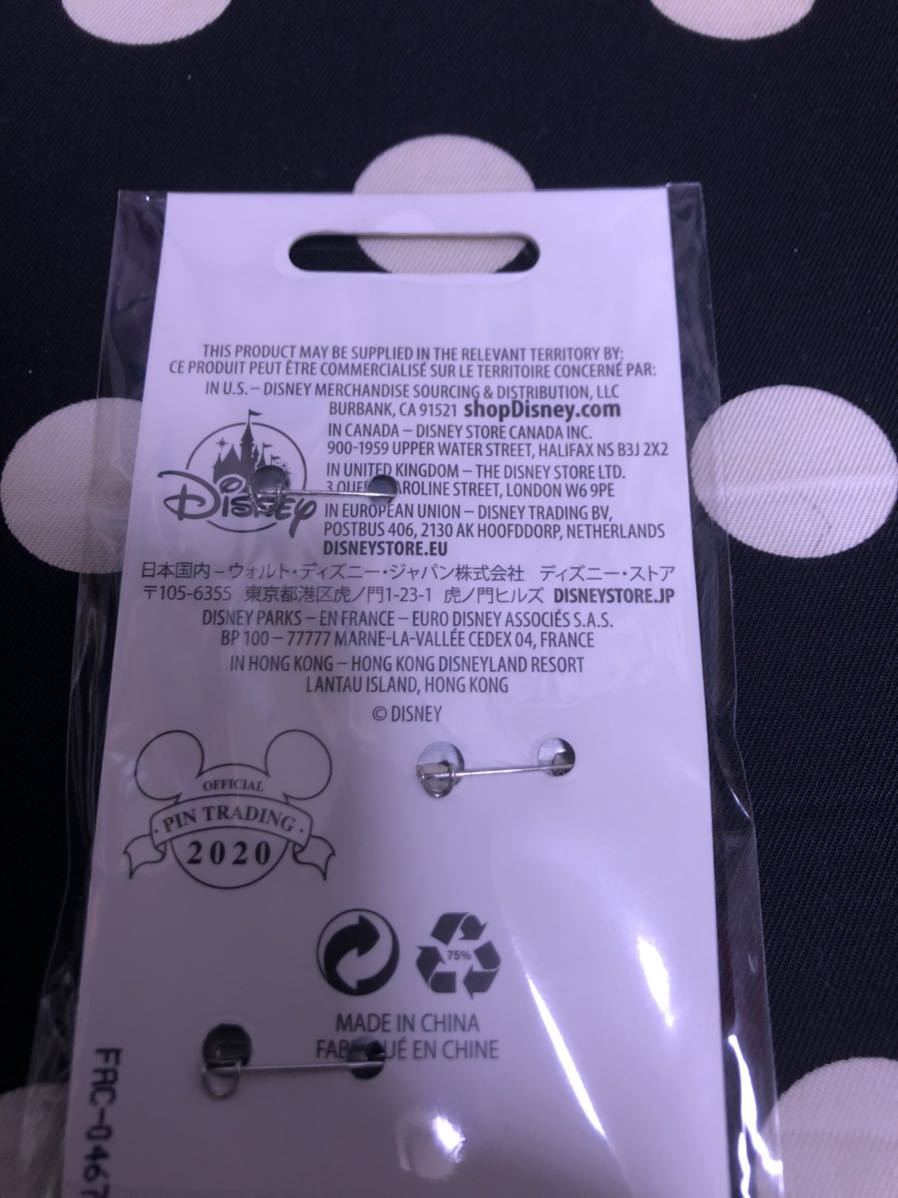 THIS PRODUCT MAY BE SUPPLIED IN THE RELEVANT TERRITORY BY:
CE PRODUIT PEUT ÊTRE COMMERCIALISÉ SUR LE TERRITOIRE CONCERNÉ PAR:
IN U.S. – DISNEY MERCHANDISE SOURCING & DISTRIBUTION, LLC
BURBANK, CA 91521 shopDisney.com
IN CANADA – DISNEY STORE CANADA INC.
900-1959 UPPER WATER STREET, HALIFAX NS B3J 2X2
IN UNITED KINGDOM – THE DISNEY STORE LTD.
3 STREET, LONDON W6 9PE
IN EUROPEAN UNION – DISNEY TRADING BV,
POSTBUS 406, 2130 AK HOOFDDORP, NETHERLANDS
DISNEYSTORE.EU
Disney
日本国内–ウォルト・ディズニー・ジャパン株式会社 ディズニー・ストア
〒105-6355 東京都港区虎ノ門1-23-1 虎ノ門ヒルズ DISNEYSTORE.JP
DISNEY PARKS – EN FRANCE – EURO DISNEY ASSOCIÉS S.A.S.
BP 100 – 77777 MARNE-LA-VALLÉE CEDEX 04, FRANCE
IN HONG KONG – HONG KONG DISNEYLAND RESORT
LANTAU ISLAND, HONG KONG
© DISNEY
OFFICIAL
· PIN TRADING ·
2020
75%
MADE IN CHINA
FABRIQUÉ EN CHINE
FAC-0467